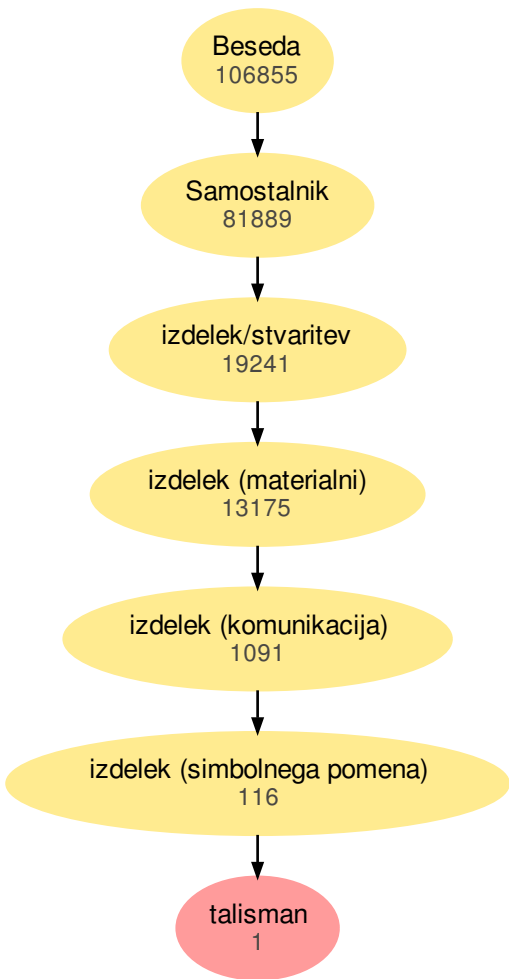 Beseda
106855
Samostalnik
81889
izdelek/stvaritev
19241
izdelek (materialni)
13175
izdelek (komunikacija)
1091
izdelek (simbolnega pomena)
116
talisman
1